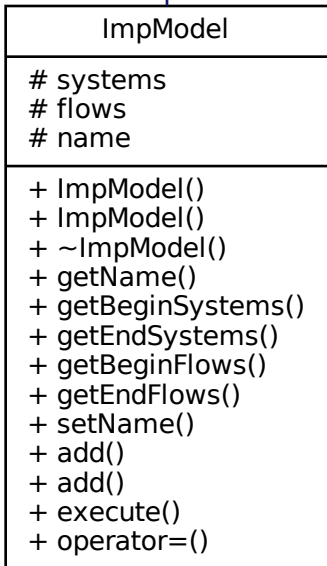 ImpModel
# systems
# flows
# name
+ ImpModel()
+ ImpModel()
+ ~ImpModel()
+ getName()
+ getBeginSystems()
+ getEndSystems()
+ getBeginFlows()
+ getEndFlows()
+ setName()
+ add()
+ add()
+ execute()
+ operator=()